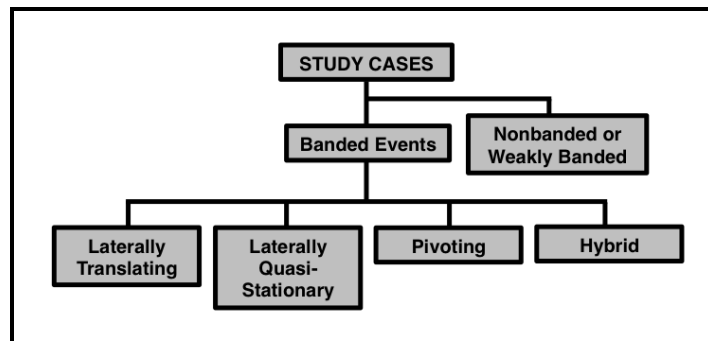 STUDY CASES
Banded Events
Nonbanded or
Weakly Banded
Laterally
Translating
Laterally
Quasi-
Stationary
Pivoting
Hybrid